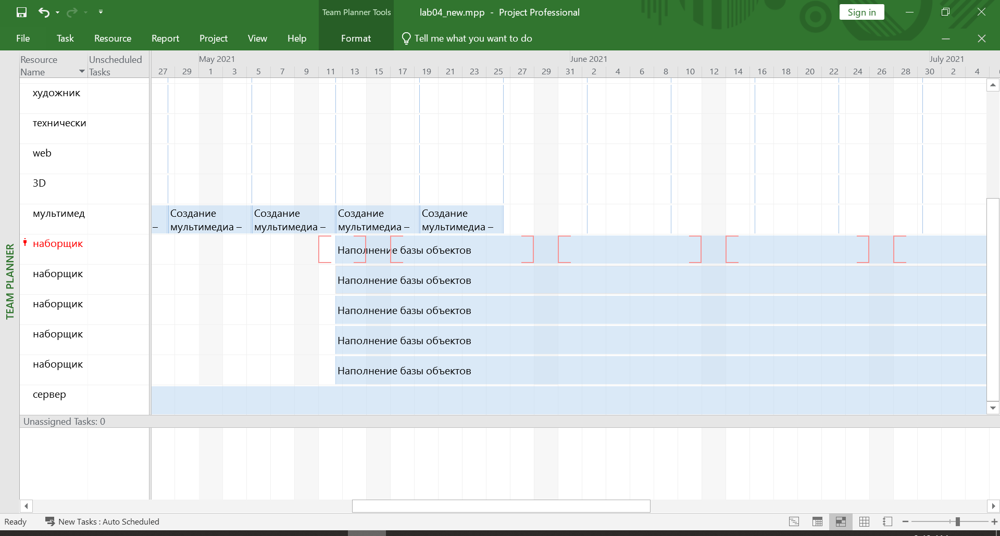 Team Planner Tools
lab04_new.mpp - Project Professional
Sign in
File Task Resource Report Project View Help Format Tell me what you want to do
Resource Name
Unscheduled Tasks
May 2021 June 2021 July 2021
27 29 1 3 5 7 9 11 13 15 17 19 21 23 25 27 29 31 2 4 6 8 10 12 14 16 18 20 22 24 26 28 30 2 4
художник
технически
web
3D
мультимед
–
Создание
мультимедиа –
Создание
мультимедиа –
Создание
мультимедиа –
Создание
мультимедиа –
наборщик
Наполнение базы объектов
наборщик
Наполнение базы объектов
наборщик
Наполнение базы объектов
наборщик
Наполнение базы объектов
наборщик
Наполнение базы объектов
сервер
TEAM PLANNER
Unassigned Tasks: 0
Ready
New Tasks : Auto Scheduled